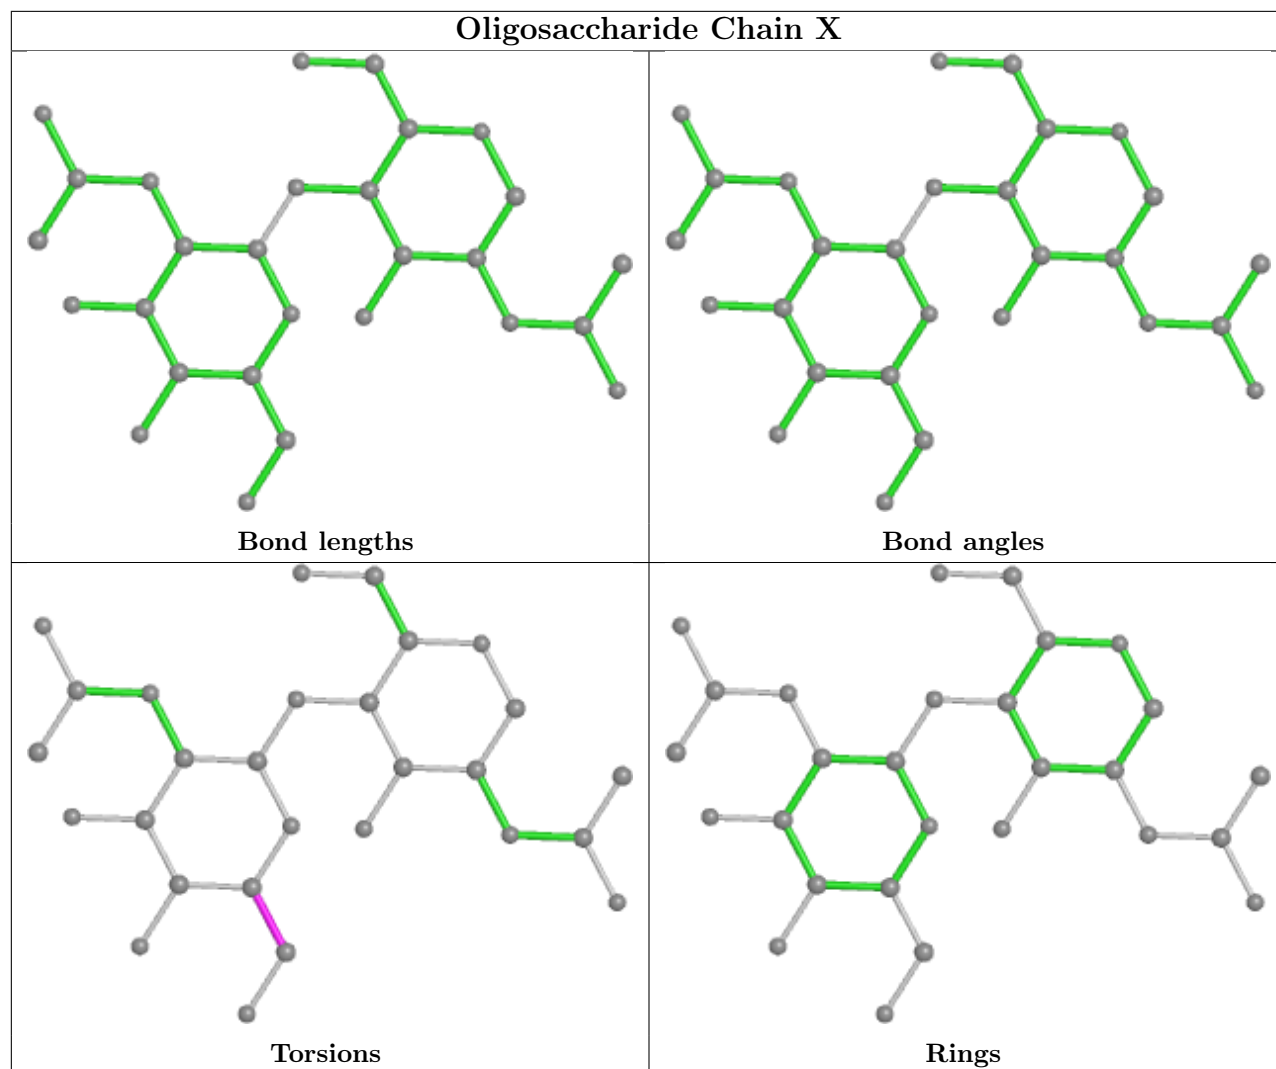 Oligosaccharide Chain X
Bond lengths
Bond angles
Torsions
Rings